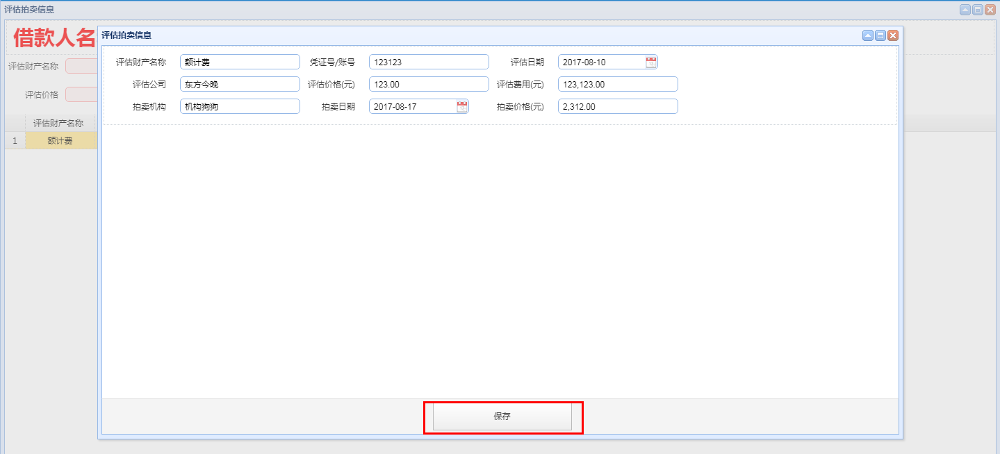 评估拍卖信息
借款人名
评估财产名称
评估价格
评估财产名称
1 额计费
评估拍卖信息
评估财产名称 额计费 凭证号/账号 123123 评估日期 2017-08-10
评估公司 东方今晚 评估价格(元) 123.00 评估费用(元) 123,123.00
拍卖机构 机构狗狗 拍卖日期 2017-08-17 拍卖价格(元) 2,312.00
保存